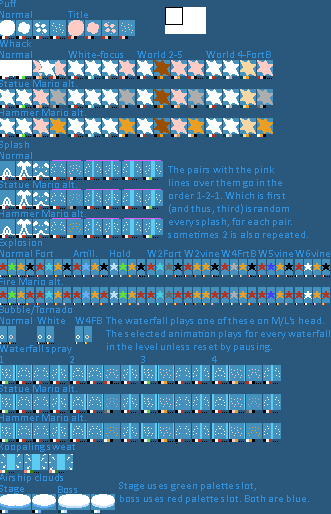 Puff
Normal Title
Whack
Normal White-focus World 2-5 World 4-FortB
Statue Mario alt.
Hammer Mario alt.
Splash
Normal
The pairs with the pink
lines over them go in the
Statue Mario alt.
order 1-2-1. Which is first
(and thus, third) is random
Hammer Mario alt.
every splash, for each pair.
sometimes 2 is also repeated.
Explosion
Normal Fort Antill. Hold W2Fort W2vine W4FrtB W5vine W6vine
Fire Mario alt.
Bubble/Tornado
Normal White W4FB
The waterfall plays one of these on M/L's head.
The selected animation plays for every waterfall
in the level unless reset by pausing.
Waterfall spray
1 2 3 4
Statue Mario alt.
Hammer Mario alt.
Koopaling sweat
Airship clouds
Stage Boss
Stage uses green palette slot,
boss uses red palette slot. Both are blue.